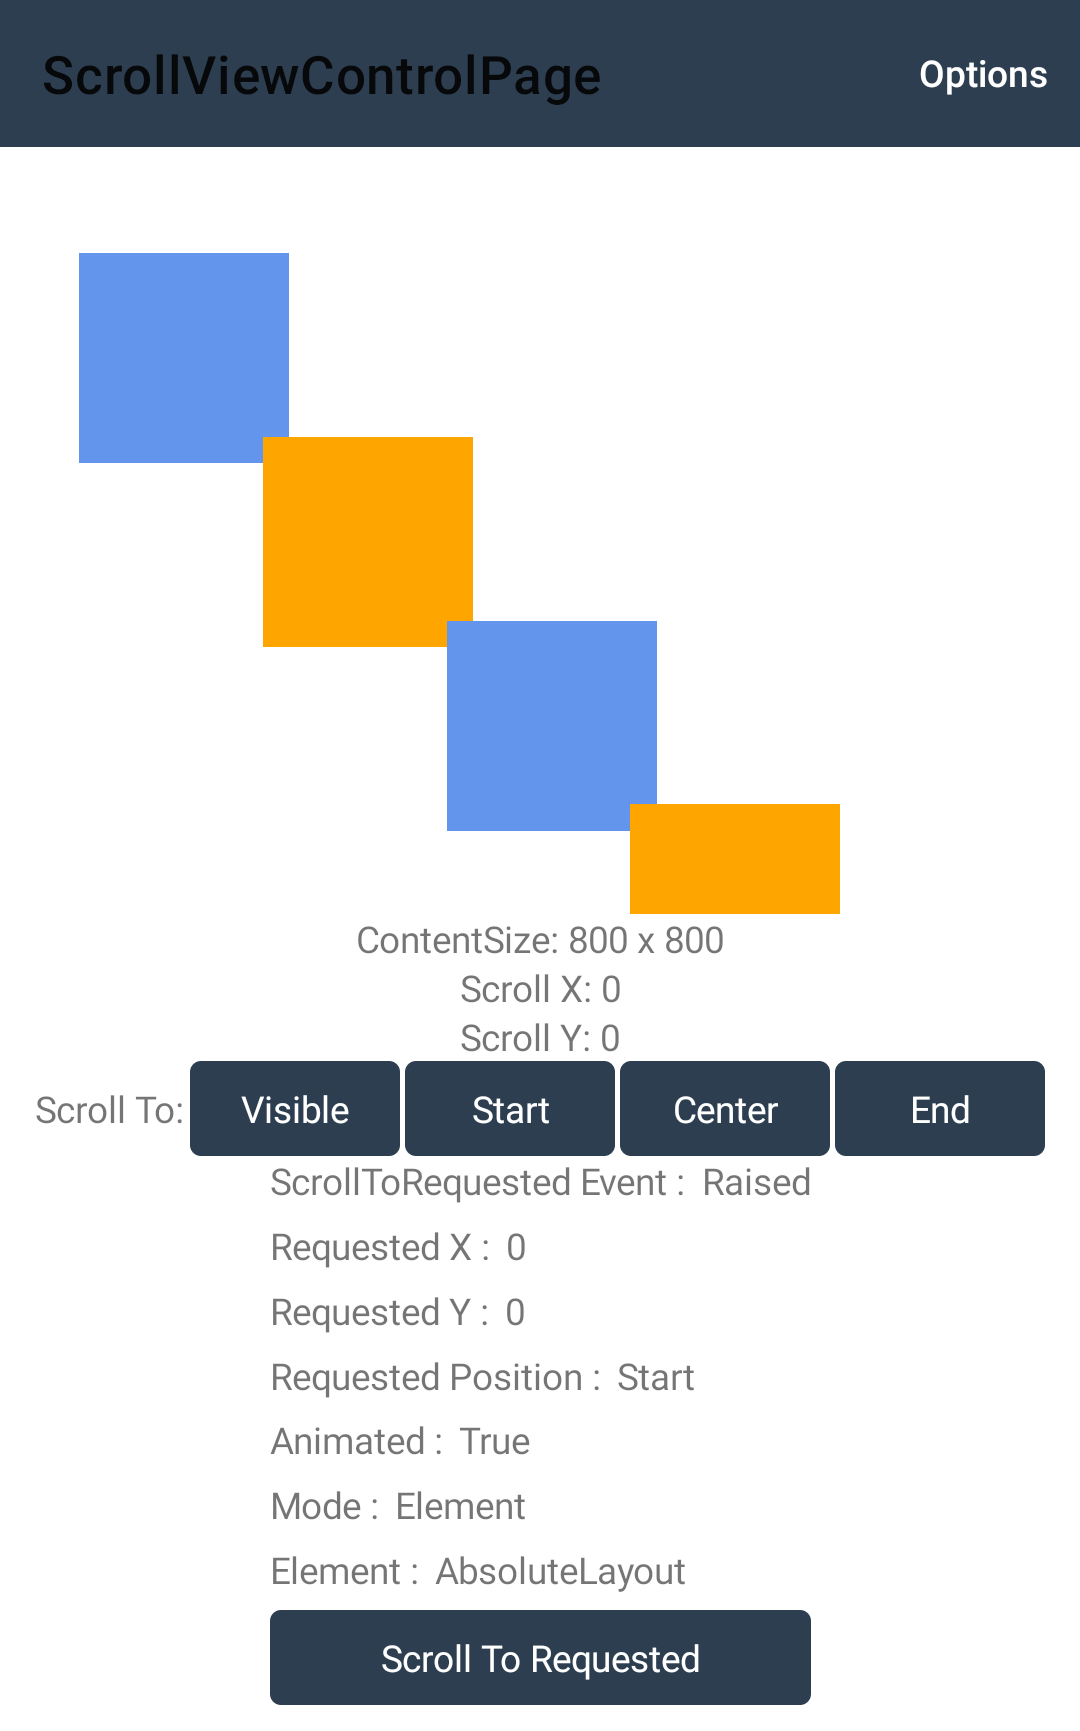 ScrollViewControlPage Options
ContentSize: 800 x 800
Scroll X: 0
Scroll Y: 0
Scroll To: Visible Start Center End
ScrollToRequested Event : Raised
Requested X : 0
Requested Y : 0
Requested Position : Start
Animated : True
Mode : Element
Element : AbsoluteLayout
Scroll To Requested